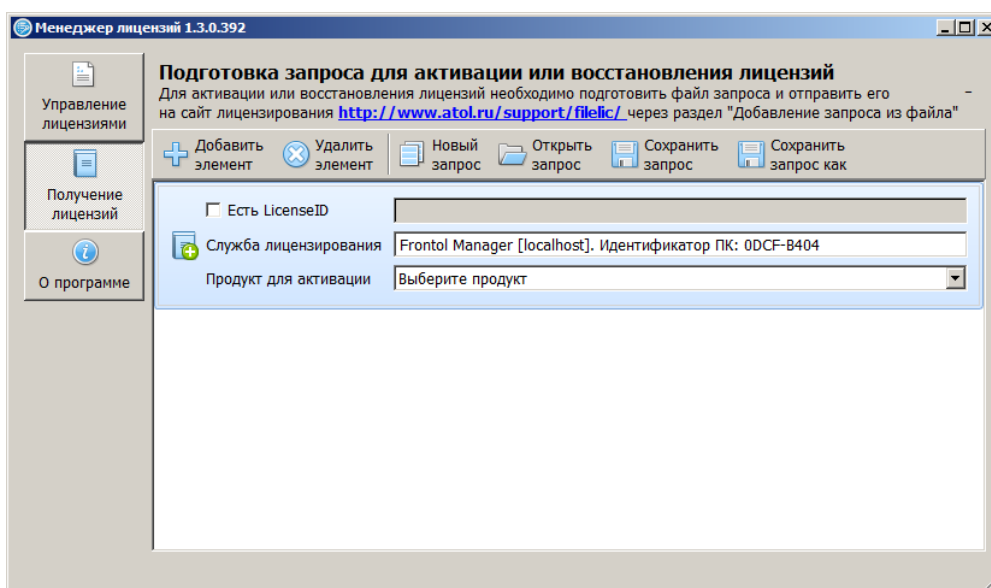 Менеджер лицензий 1.3.0.392
Управление
лицензиями
Получение
лицензий
О программе
Подготовка запроса для активации или восстановления лицензий
Для активации или восстановления лицензий необходимо подготовить файл запроса и отправить его
на сайт лицензирования http://www.atol.ru/support/filelic/ через раздел "Добавление запроса из файла"
Добавить
элемент
Удалить
элемент
Новый
запрос
Открыть
запрос
Сохранить
запрос
Сохранить
запрос как
Есть LicenseID
Служба лицензирования
Frontol Manager [localhost]. Идентификатор ПК: 0DCF-B404
Продукт для активации
Выберите продукт